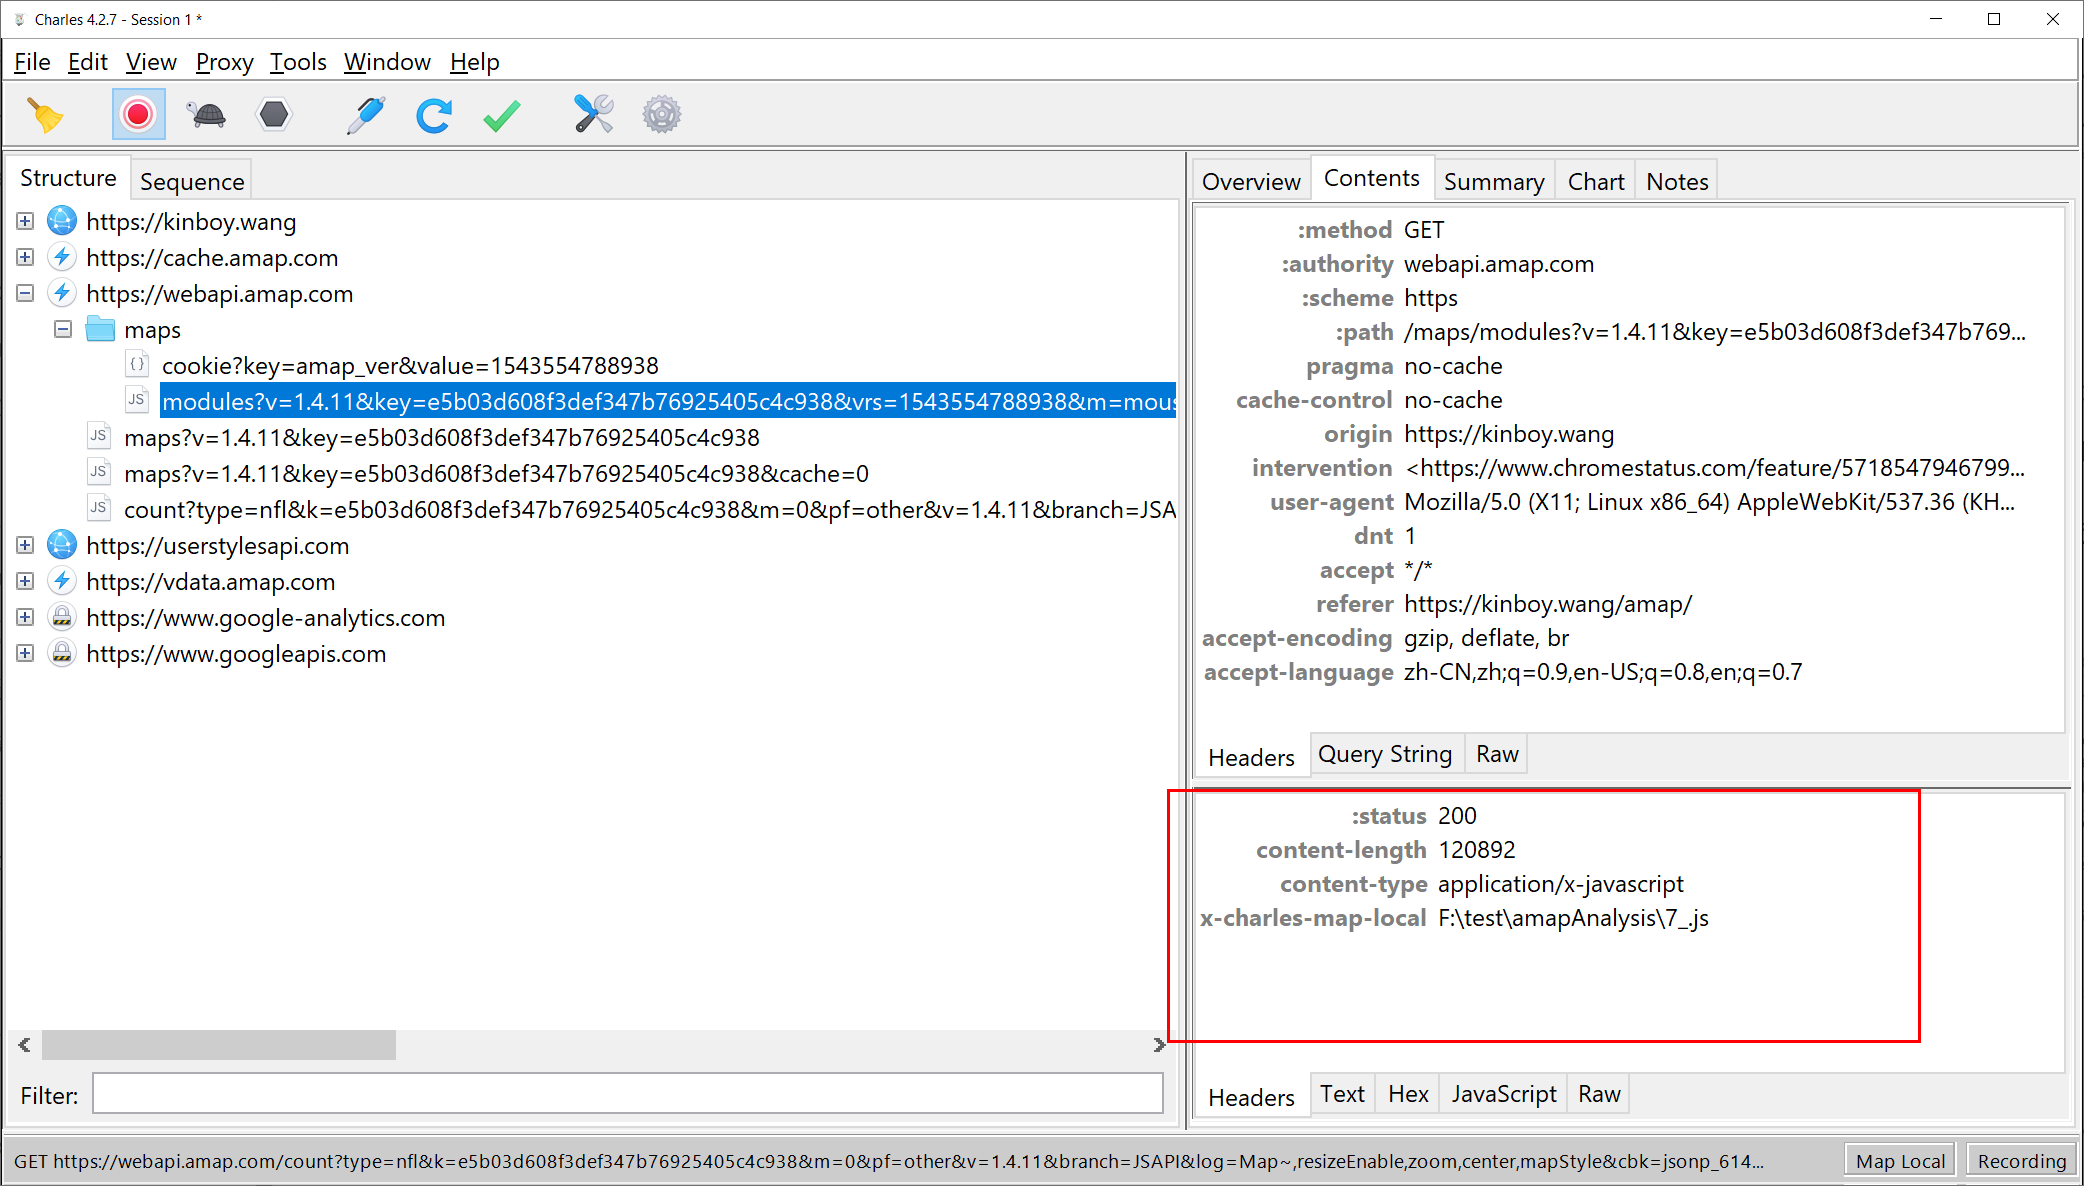 Charles 4.2.7 - Session 1 *
File Edit View Proxy Tools Window Help
Structure Sequence
https://kinboy.wang
https://cache.amap.com
https://webapi.amap.com
maps
{} cookie?key=amap_ver&value=1543554788938
JS modules?v=1.4.11&key=e5b03d608f3def347b76925405c4c938&vrs=1543554788938&m=mous
JS maps?v=1.4.11&key=e5b03d608f3def347b76925405c4c938
JS maps?v=1.4.11&key=e5b03d608f3def347b76925405c4c938&cache=0
JS count?type=nfl&k=e5b03d608f3def347b76925405c4c938&m=0&pf=other&v=1.4.11&branch=JSA
https://userstylesapi.com
https://vdata.amap.com
https://www.google-analytics.com
https://www.googleapis.com
Filter:
Overview Contents Summary Chart Notes
:method GET
:authority webapi.amap.com
:scheme https
:path /maps/modules?v=1.4.11&key=e5b03d608f3def347b769...
pragma no-cache
cache-control no-cache
origin https://kinboy.wang
intervention <https://www.chromestatus.com/feature/5718547946799...
user-agent Mozilla/5.0 (X11; Linux x86_64) AppleWebKit/537.36 (KH...
dnt 1
accept */*
referer https://kinboy.wang/amap/
accept-encoding gzip, deflate, br
accept-language zh-CN,zh;q=0.9,en-US;q=0.8,en;q=0.7
Headers Query String Raw
:status 200
content-length 120892
content-type application/x-javascript
x-charles-map-local F:\test\amapAnalysis\7_.js
Headers Text Hex JavaScript Raw
GET https://webapi.amap.com/count?type=nfl&k=e5b03d608f3def347b76925405c4c938&m=0&pf=other&v=1.4.11&branch=JSAPI&log=Map~,resizeEnable,zoom,center,mapStyle&cbk=jsonp_614...
Map Local Recording